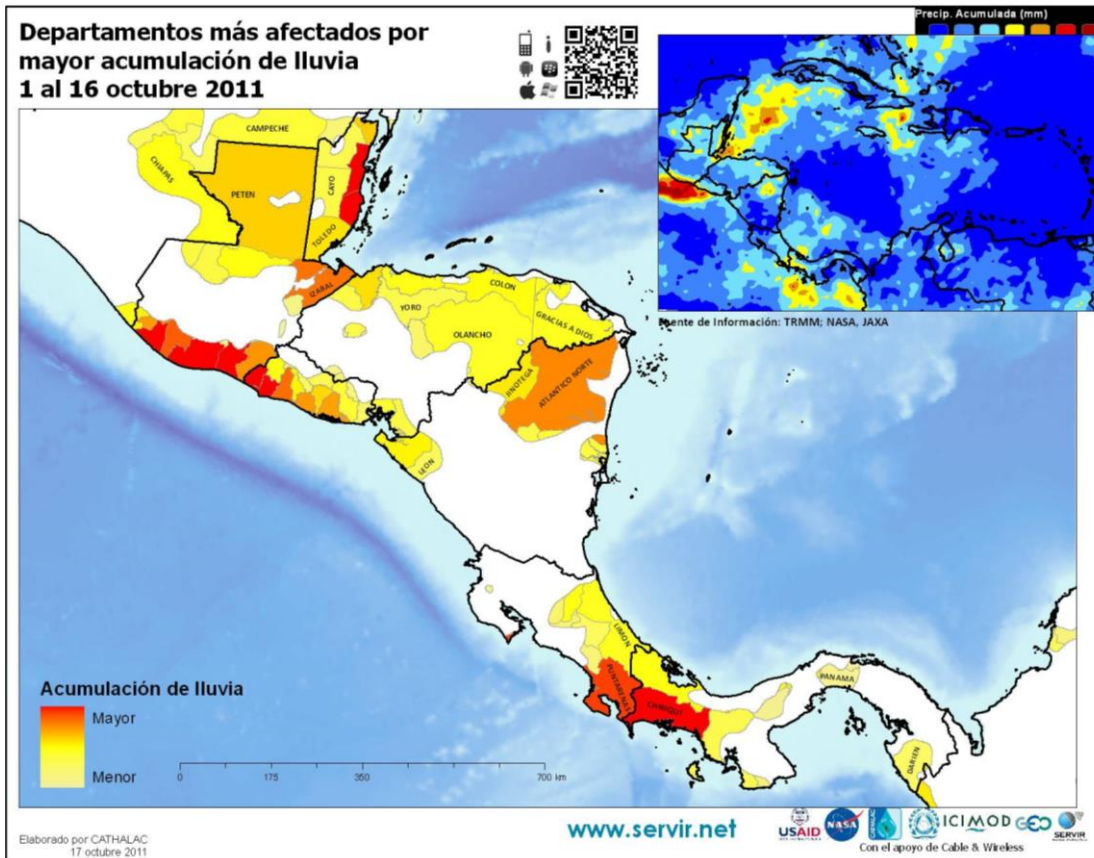 Departamentos más afectados por
mayor acumulación de lluvia
1 al 16 octubre 2011
Precip. Acumulada (mm)
CAMPECHE
CHIAPAS
PETEN
CAYO
TOLEDO
IZABAL
YORO
COLON
OLANCHO
GRACIAS A DIOS
JINOTEGA
ATLANTICO NORTE
LEON
LIMON
PUNTARENAS
CHIRIQUI
PANAMA
DARIEN
Fuente de Información: TRMM; NASA, JAXA
Acumulación de lluvia
Mayor
Menor
0 175 350 700 km
Elaborado por CATHALAC
17 octubre 2011
www.servir.net
USAID
NASA
ICIMOD
GEO
SERVIR
Con el apoyo de Cable & Wireless